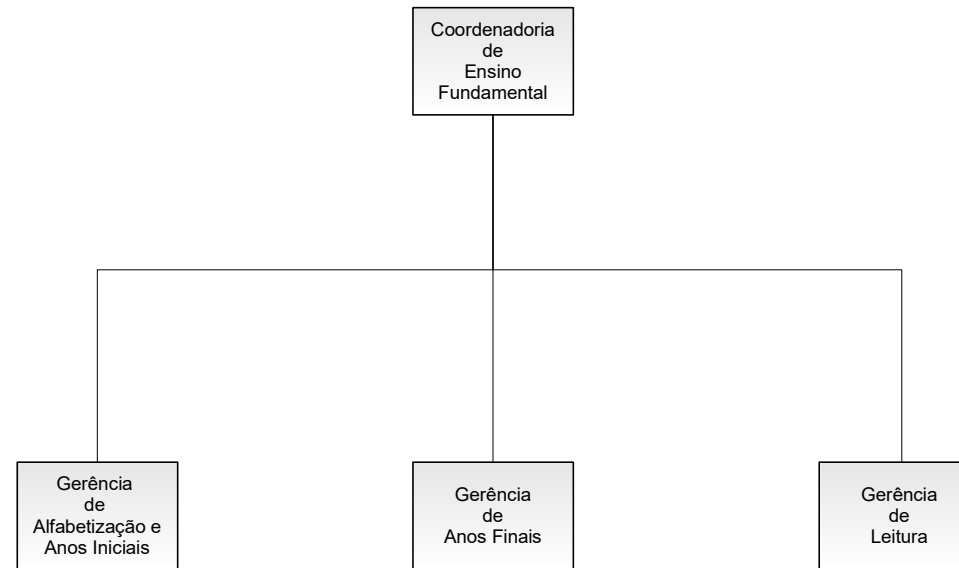 Coordenadoria
de
Ensino
Fundamental
Gerência
de
Alfabetização e
Anos Iniciais
Gerência
de
Anos Finais
Gerência
de
Leitura